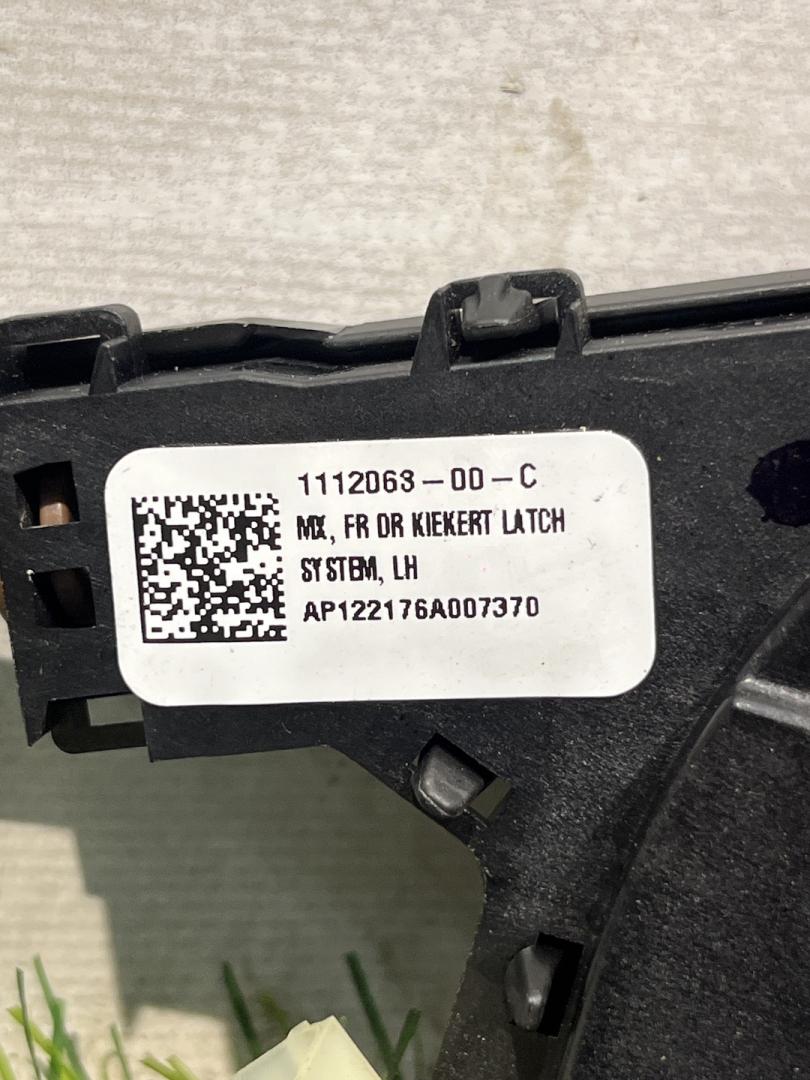 1112063-00-C
MX, FR DR KIEKERT LATCH
SYSTEM, LH
AP122176A007370